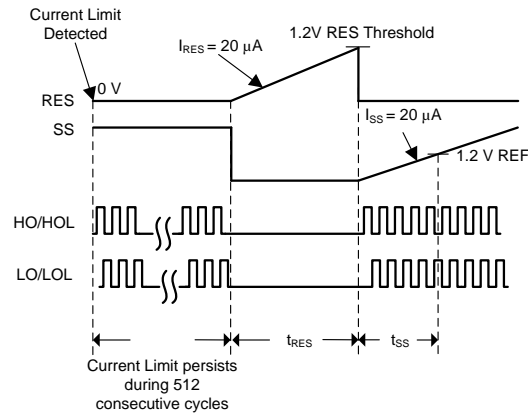 Current Limit
Detected
I_RES = 20 µA
1.2V RES Threshold
0 V
RES
SS
I_SS = 20 µA
1.2 V REF
HO/HOL
LO/LOL
t_RES
t_SS
Current Limit persists
during 512
consecutive cycles